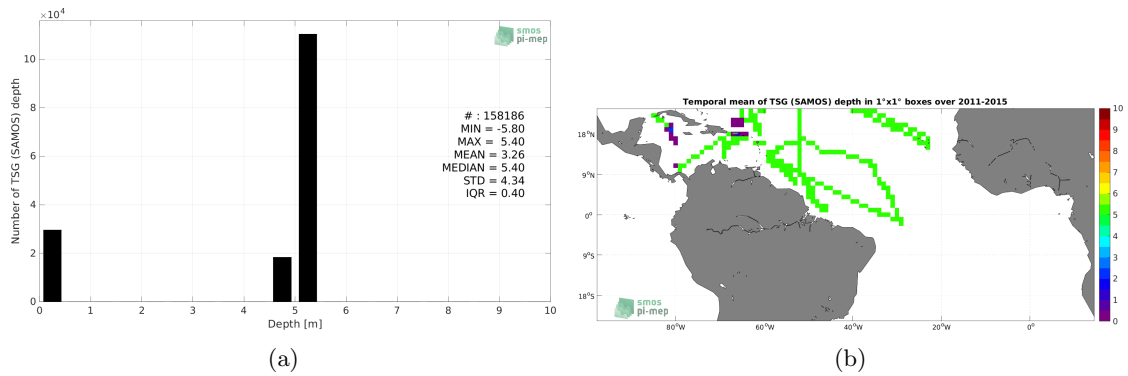 ×10⁴
smos
pi-mep
10
8
6
4
2
0
Number of TSG (SAMOS) depth
# : 158186
MIN = -5.80
MAX = 5.40
MEAN = 3.26
MEDIAN = 5.40
STD = 4.34
IQR = 0.40
0 1 2 3 4 5 6 7 8 9 10
Depth [m]
(a)
Temporal mean of TSG (SAMOS) depth in 1°x1° boxes over 2011-2015
18°N
9°N
0°
9°S
18°S
80°W 60°W 40°W 20°W 0°
smos
pi-mep
10
9
8
7
6
5
4
3
2
1
0
(b)